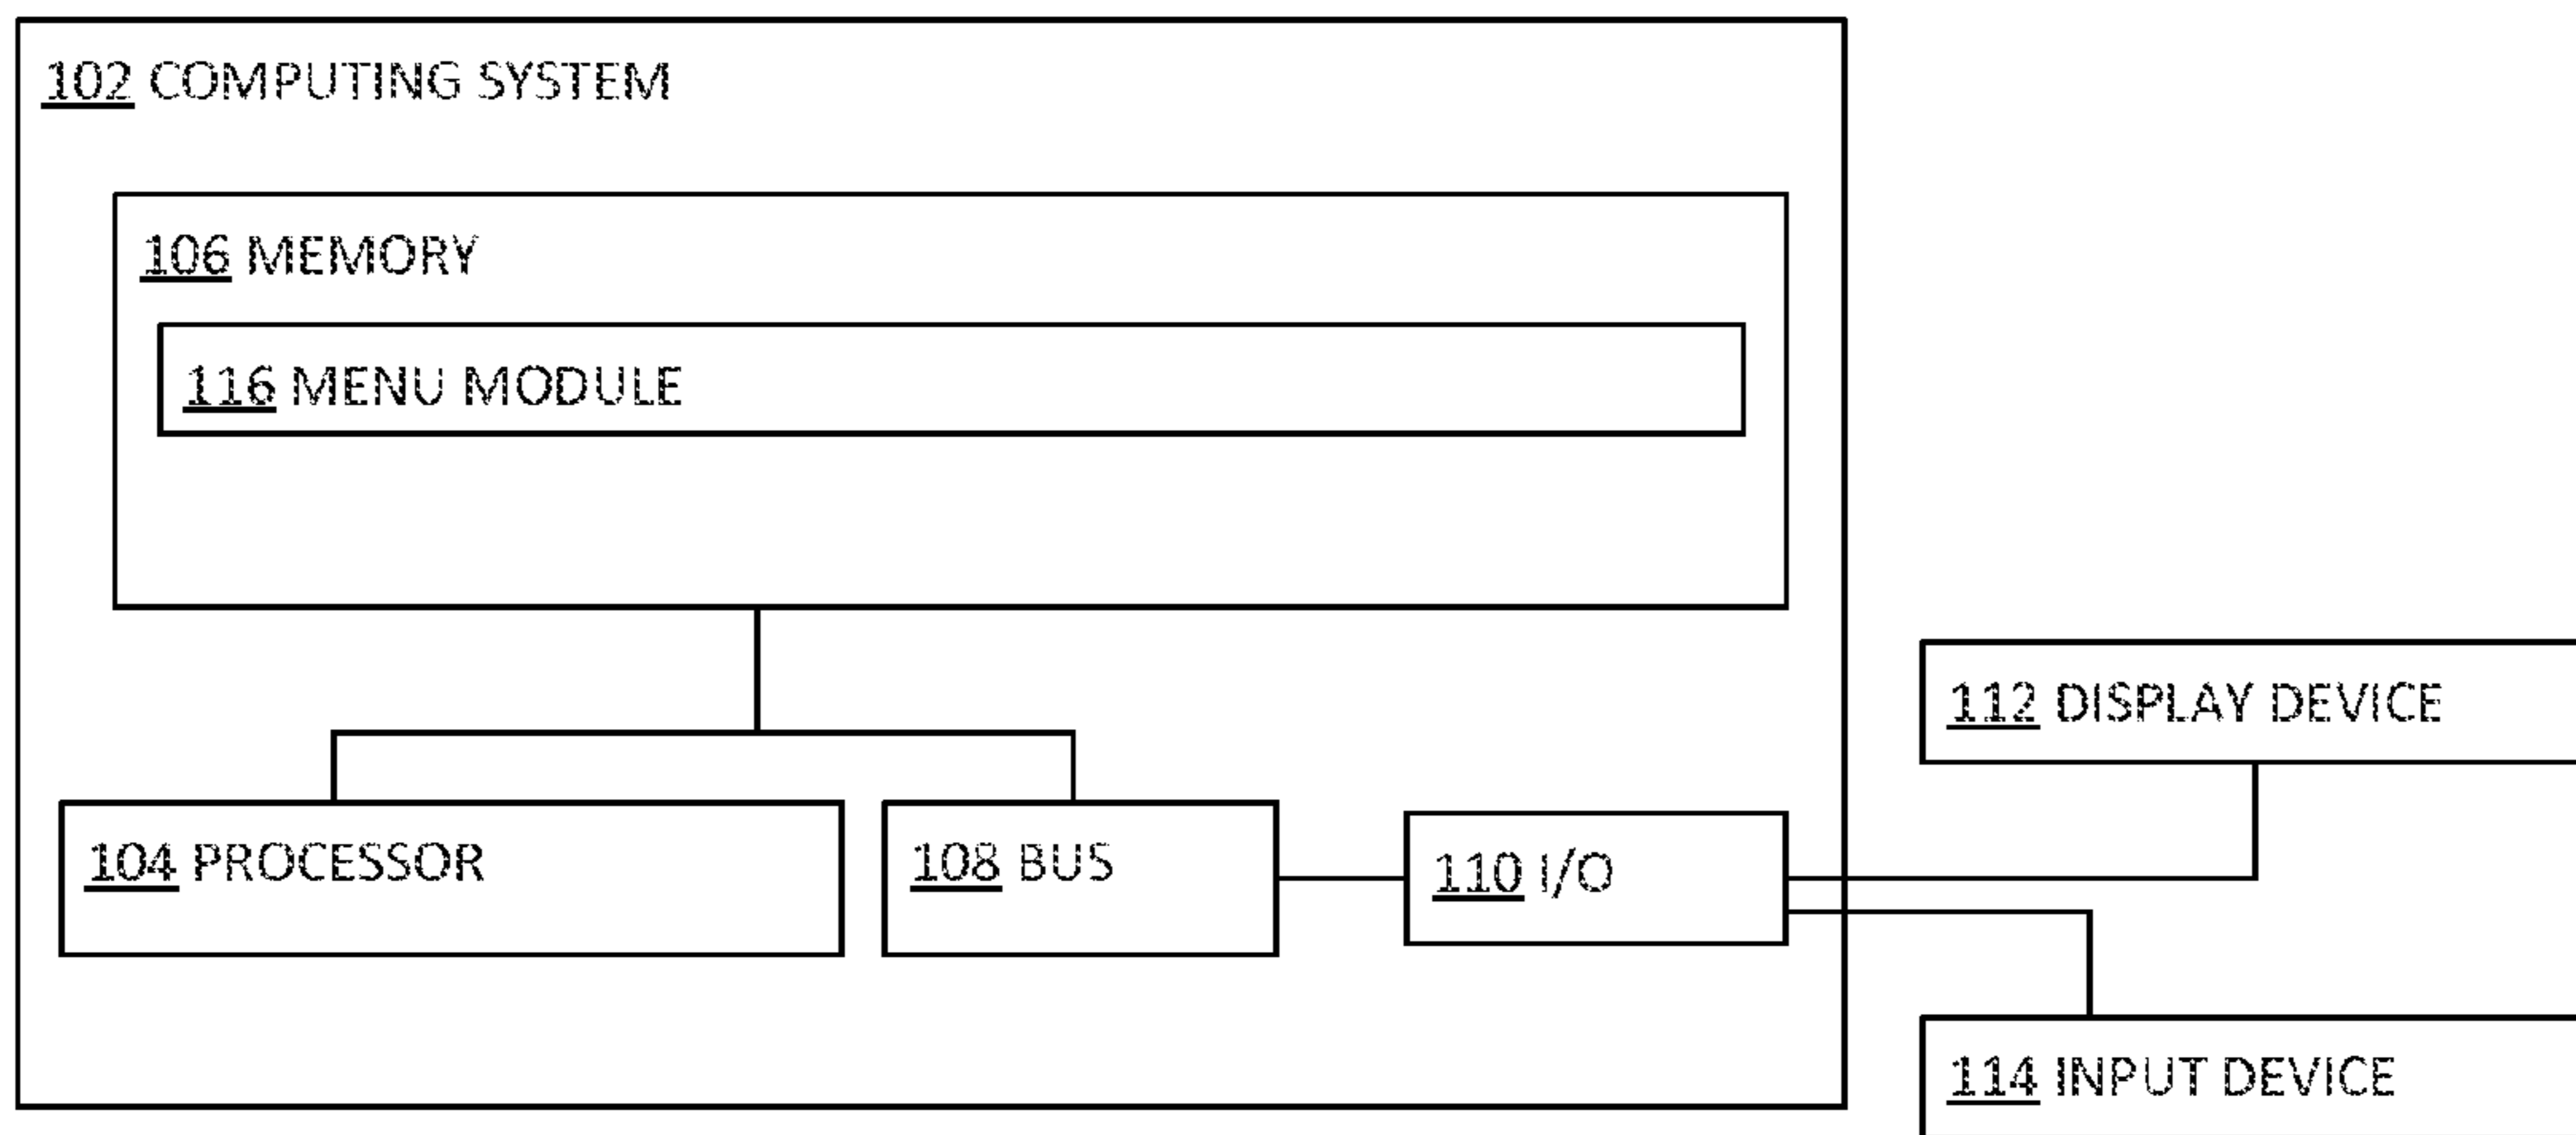 102 COMPUTING SYSTEM
106 MEMORY
116 MENU MODULE
112 DISPLAY DEVICE
104 PROCESSOR
108 BUS
110 I/O
114 INPUT DEVICE